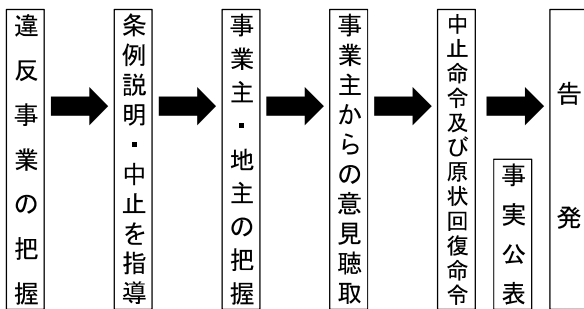 違反事業の把握
条例説明・中止を指導
事業主・地主の把握
事業主からの意見聴取
中止命令及び原状回復命令
事実公表
告発